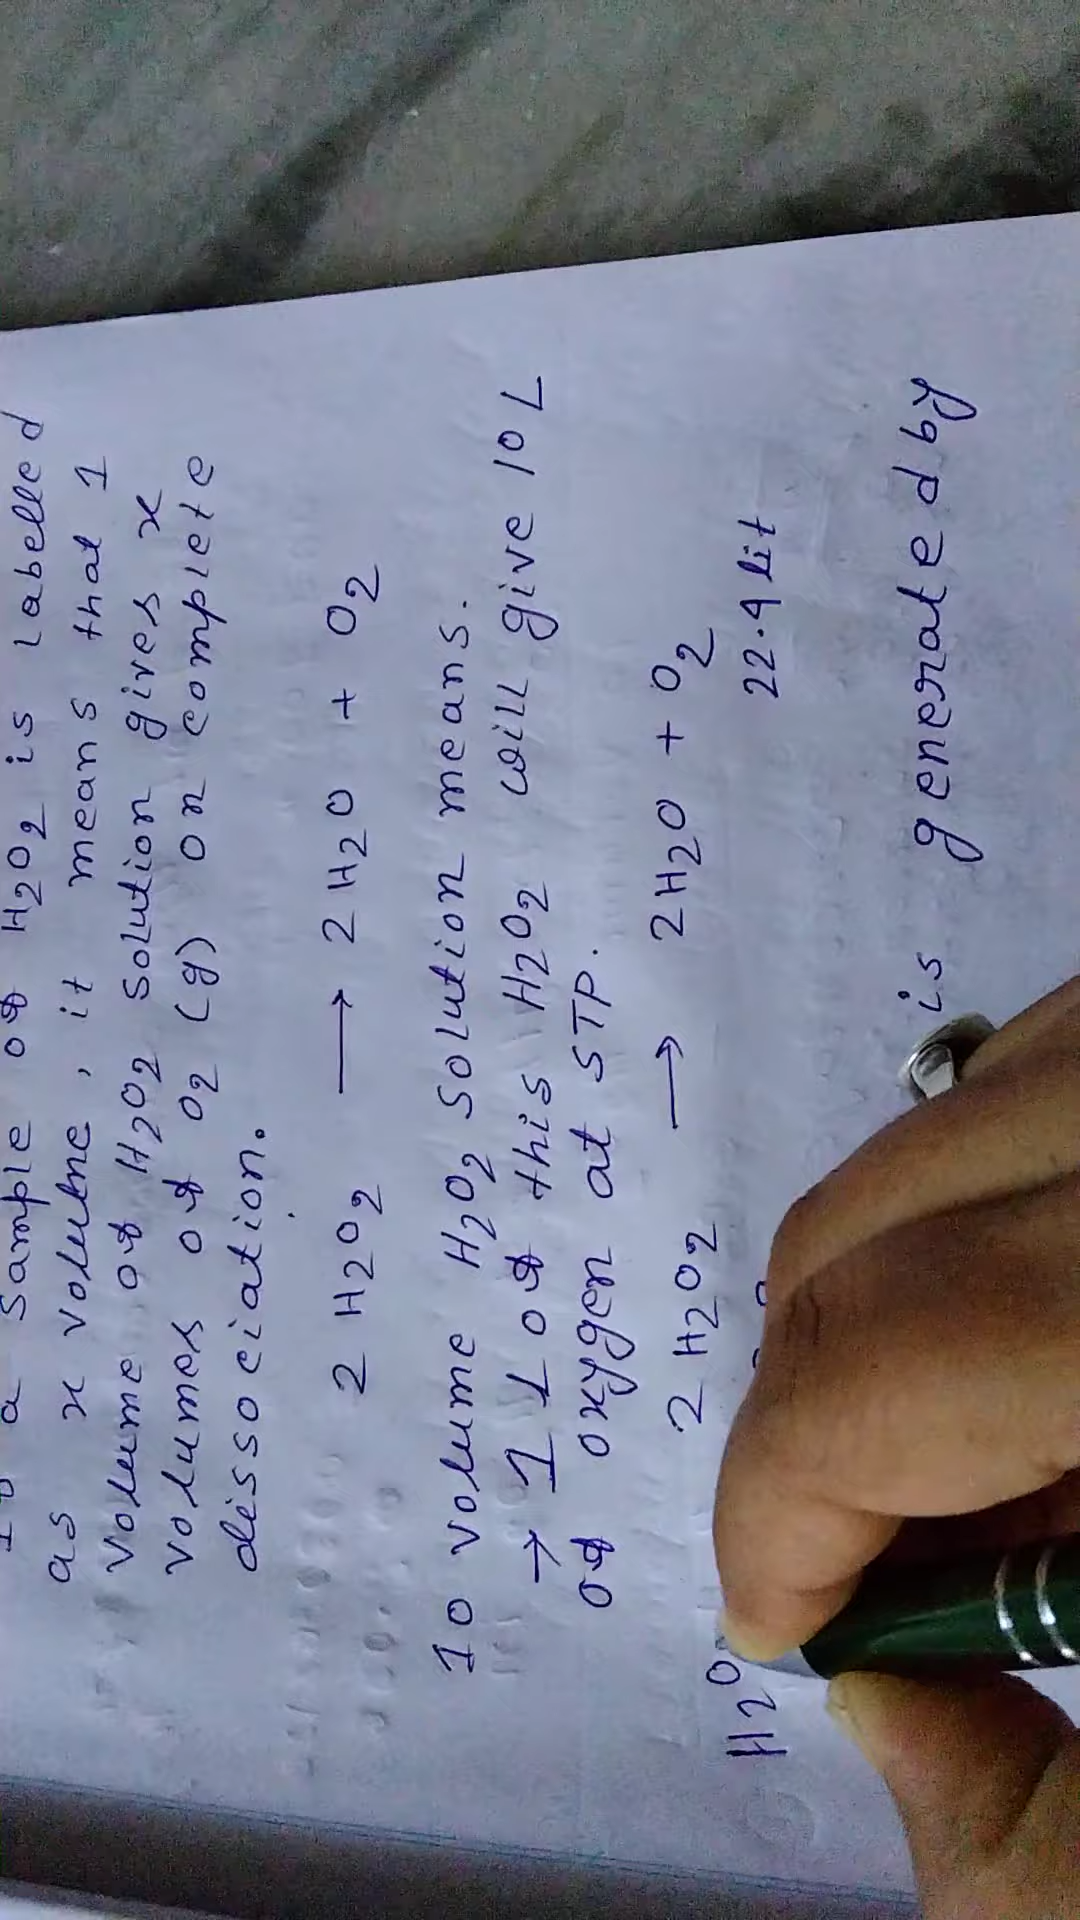 a sample of H2O2 is labelled
as x volume, it means that 1
volume of H2O2 solution gives x
volumes of O2 (g) on complete
dissociation.
2 H2O2 ⟶ 2 H2O + O2
10 volume H2O2 solution means.
→ 1 L of this H2O2 will give 10 L
of oxygen at STP.
2 H2O2 ⟶ 2H2O + O2
22.4 lit
H2O
is generated by